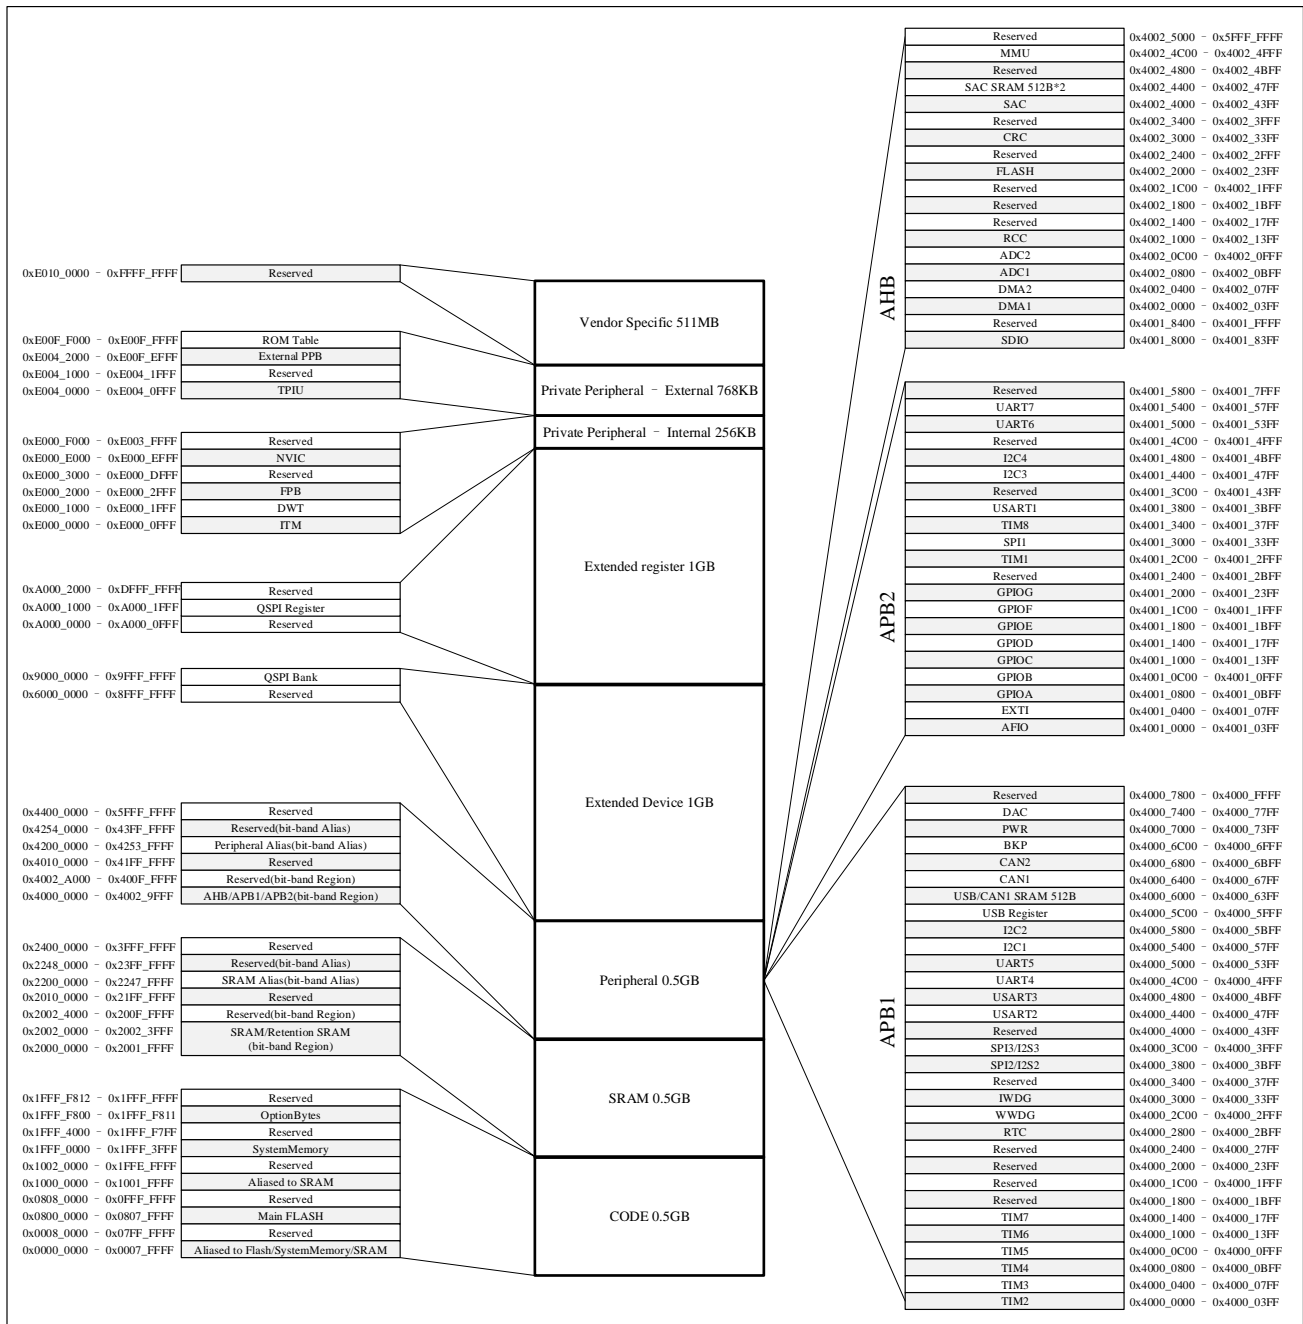 0xE010_0000 - 0xFFFF_FFFF Reserved
0xE00F_F000 - 0xE00F_FFFF ROM Table
0xE004_2000 - 0xE00F_EFFF External PPB
0xE004_1000 - 0xE004_1FFF Reserved
0xE004_0000 - 0xE004_0FFF TPIU
0xE000_F000 - 0xE003_FFFF Reserved
0xE000_E000 - 0xE000_EFFF NVIC
0xE000_3000 - 0xE000_DFFF Reserved
0xE000_2000 - 0xE000_2FFF FPB
0xE000_1000 - 0xE000_1FFF DWT
0xE000_0000 - 0xE000_0FFF ITM
0xA000_2000 - 0xDFFF_FFFF Reserved
0xA000_1000 - 0xA000_1FFF QSPI Register
0xA000_0000 - 0xA000_0FFF Reserved
0x9000_0000 - 0x9FFF_FFFF QSPI Bank
0x6000_0000 - 0x8FFF_FFFF Reserved
0x4400_0000 - 0x5FFF_FFFF Reserved
0x4254_0000 - 0x43FF_FFFF Reserved(bit-band Alias)
0x4200_0000 - 0x4253_FFFF Peripheral Alias(bit-band Alias)
0x4010_0000 - 0x41FF_FFFF Reserved
0x4002_A000 - 0x400F_FFFF Reserved(bit-band Region)
0x4000_0000 - 0x4002_9FFF AHB/APB1/APB2(bit-band Region)
0x2400_0000 - 0x3FFF_FFFF Reserved
0x2248_0000 - 0x23FF_FFFF Reserved(bit-band Alias)
0x2200_0000 - 0x2247_FFFF SRAM Alias(bit-band Alias)
0x2010_0000 - 0x21FF_FFFF Reserved
0x2002_4000 - 0x200F_FFFF Reserved(bit-band Region)
0x2002_0000 - 0x2002_3FFF SRAM/Retention SRAM
0x2000_0000 - 0x2001_FFFF (bit-band Region)
0x1FFF_F812 - 0x1FFF_FFFF Reserved
0x1FFF_F800 - 0x1FFF_F811 OptionBytes
0x1FFF_4000 - 0x1FFF_F7FF Reserved
0x1FFF_0000 - 0x1FFF_3FFF SystemMemory
0x1002_0000 - 0x1FFE_FFFF Reserved
0x1000_0000 - 0x1001_FFFF Aliased to SRAM
0x0808_0000 - 0x0FFF_FFFF Reserved
0x0800_0000 - 0x0807_FFFF Main FLASH
0x0008_0000 - 0x07FF_FFFF Reserved
0x0000_0000 - 0x0007_FFFF Aliased to Flash/SystemMemory/SRAM
Vendor Specific 511MB
Private Peripheral - External 768KB
Private Peripheral - Internal 256KB
Extended register 1GB
Extended Device 1GB
Peripheral 0.5GB
SRAM 0.5GB
CODE 0.5GB
AHB
Reserved 0x4002_5000 - 0x5FFF_FFFF
MMU 0x4002_4C00 - 0x4002_4FFF
Reserved 0x4002_4800 - 0x4002_4BFF
SAC SRAM 512B*2 0x4002_4400 - 0x4002_47FF
SAC 0x4002_4000 - 0x4002_43FF
Reserved 0x4002_3400 - 0x4002_3FFF
CRC 0x4002_3000 - 0x4002_33FF
Reserved 0x4002_2400 - 0x4002_2FFF
FLASH 0x4002_2000 - 0x4002_23FF
Reserved 0x4002_1C00 - 0x4002_1FFF
Reserved 0x4002_1800 - 0x4002_1BFF
Reserved 0x4002_1400 - 0x4002_17FF
RCC 0x4002_1000 - 0x4002_13FF
ADC2 0x4002_0C00 - 0x4002_0FFF
ADC1 0x4002_0800 - 0x4002_0BFF
DMA2 0x4002_0400 - 0x4002_07FF
DMA1 0x4002_0000 - 0x4002_03FF
Reserved 0x4001_8400 - 0x4001_FFFF
SDIO 0x4001_8000 - 0x4001_83FF
APB2
Reserved 0x4001_5800 - 0x4001_7FFF
UART7 0x4001_5400 - 0x4001_57FF
UART6 0x4001_5000 - 0x4001_53FF
Reserved 0x4001_4C00 - 0x4001_4FFF
I2C4 0x4001_4800 - 0x4001_4BFF
I2C3 0x4001_4400 - 0x4001_47FF
Reserved 0x4001_3C00 - 0x4001_43FF
USART1 0x4001_3800 - 0x4001_3BFF
TIM8 0x4001_3400 - 0x4001_37FF
SPI1 0x4001_3000 - 0x4001_33FF
TIM1 0x4001_2C00 - 0x4001_2FFF
Reserved 0x4001_2400 - 0x4001_2BFF
GPIOG 0x4001_2000 - 0x4001_23FF
GPIOF 0x4001_1C00 - 0x4001_1FFF
GPIOE 0x4001_1800 - 0x4001_1BFF
GPIOD 0x4001_1400 - 0x4001_17FF
GPIOC 0x4001_1000 - 0x4001_13FF
GPIOB 0x4001_0C00 - 0x4001_0FFF
GPIOA 0x4001_0800 - 0x4001_0BFF
EXTI 0x4001_0400 - 0x4001_07FF
AFIO 0x4001_0000 - 0x4001_03FF
APB1
Reserved 0x4000_7800 - 0x4000_FFFF
DAC 0x4000_7400 - 0x4000_77FF
PWR 0x4000_7000 - 0x4000_73FF
BKP 0x4000_6C00 - 0x4000_6FFF
CAN2 0x4000_6800 - 0x4000_6BFF
CAN1 0x4000_6400 - 0x4000_67FF
USB/CAN1 SRAM 512B 0x4000_6000 - 0x4000_63FF
USB Register 0x4000_5C00 - 0x4000_5FFF
I2C2 0x4000_5800 - 0x4000_5BFF
I2C1 0x4000_5400 - 0x4000_57FF
UART5 0x4000_5000 - 0x4000_53FF
UART4 0x4000_4C00 - 0x4000_4FFF
USART3 0x4000_4800 - 0x4000_4BFF
USART2 0x4000_4400 - 0x4000_47FF
Reserved 0x4000_4000 - 0x4000_43FF
SPI3/I2S3 0x4000_3C00 - 0x4000_3FFF
SPI2/I2S2 0x4000_3800 - 0x4000_3BFF
Reserved 0x4000_3400 - 0x4000_37FF
IWDG 0x4000_3000 - 0x4000_33FF
WWDG 0x4000_2C00 - 0x4000_2FFF
RTC 0x4000_2800 - 0x4000_2BFF
Reserved 0x4000_2400 - 0x4000_27FF
Reserved 0x4000_2000 - 0x4000_23FF
Reserved 0x4000_1C00 - 0x4000_1FFF
Reserved 0x4000_1800 - 0x4000_1BFF
TIM7 0x4000_1400 - 0x4000_17FF
TIM6 0x4000_1000 - 0x4000_13FF
TIM5 0x4000_0C00 - 0x4000_0FFF
TIM4 0x4000_0800 - 0x4000_0BFF
TIM3 0x4000_0400 - 0x4000_07FF
TIM2 0x4000_0000 - 0x4000_03FF